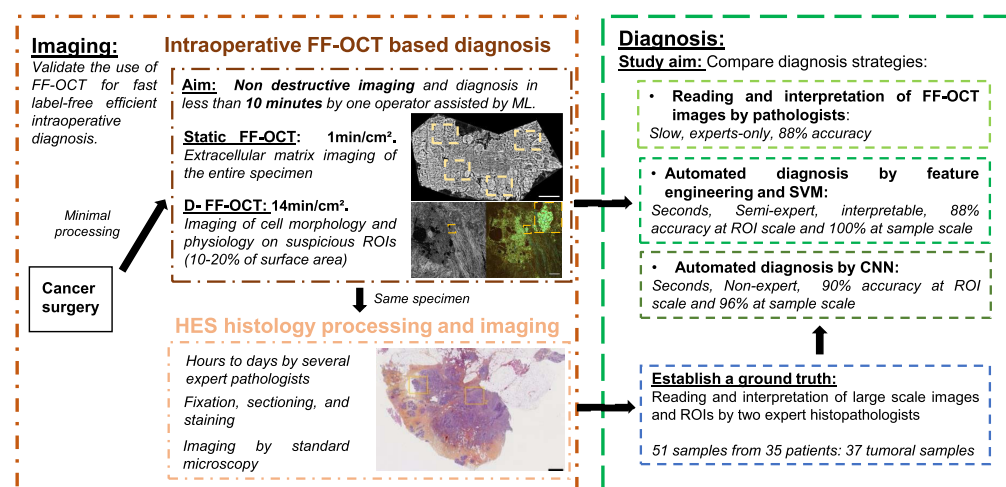 Imaging:
Validate the use of
FF-OCT for fast
label-free efficient
intraoperative
diagnosis.
Minimal
processing
Cancer
surgery
Intraoperative FF-OCT based diagnosis
Aim: Non destructive imaging and diagnosis in
less than 10 minutes by one operator assisted by ML.
Static FF-OCT: 1min/cm².
Extracellular matrix imaging of
the entire specimen
D- FF-OCT: 14min/cm².
Imaging of cell morphology and
physiology on suspicious ROIs
(10-20% of surface area)
Same specimen
HES histology processing and imaging
Hours to days by several
expert pathologists
Fixation, sectioning, and
staining
Imaging by standard
microscopy
Diagnosis:
Study aim: Compare diagnosis strategies:
• Reading and interpretation of FF-OCT
images by pathologists:
Slow, experts-only, 88% accuracy
• Automated diagnosis by feature
engineering and SVM:
Seconds, Semi-expert, interpretable, 88%
accuracy at ROI scale and 100% at sample scale
• Automated diagnosis by CNN:
Seconds, Non-expert, 90% accuracy at ROI
scale and 96% at sample scale
Establish a ground truth:
Reading and interpretation of large scale images
and ROIs by two expert histopathologists
51 samples from 35 patients: 37 tumoral samples